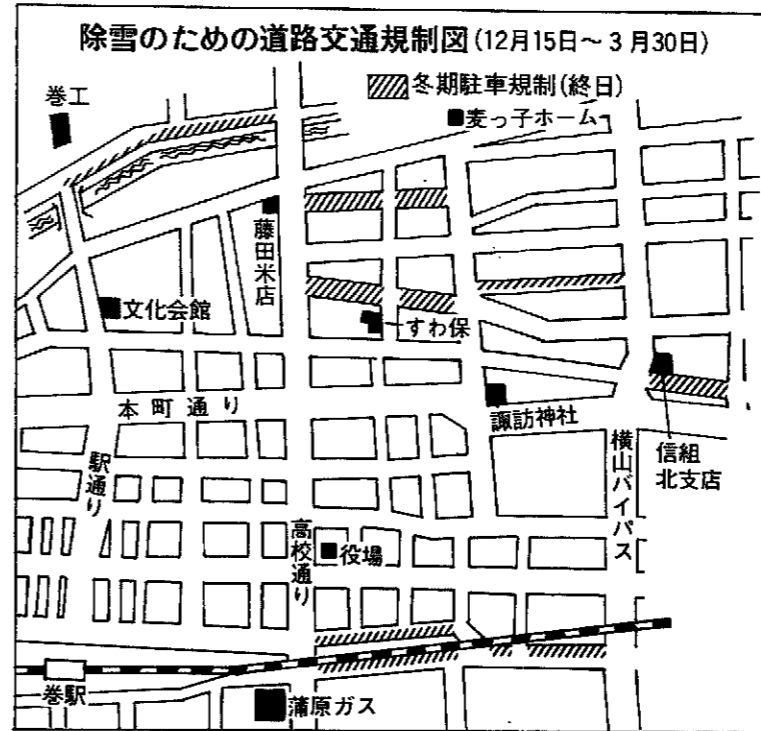 除雪のための道路交通規制図(12月15日～3月30日)
冬期駐車規制(終日)
巻工
麦っ子ホーム
藤田米店
文化会館
すわ保
本町通り
諏訪神社
信組
北支店
駅通り
横山バイパス
高校通り
役場
巻駅
蒲原ガス